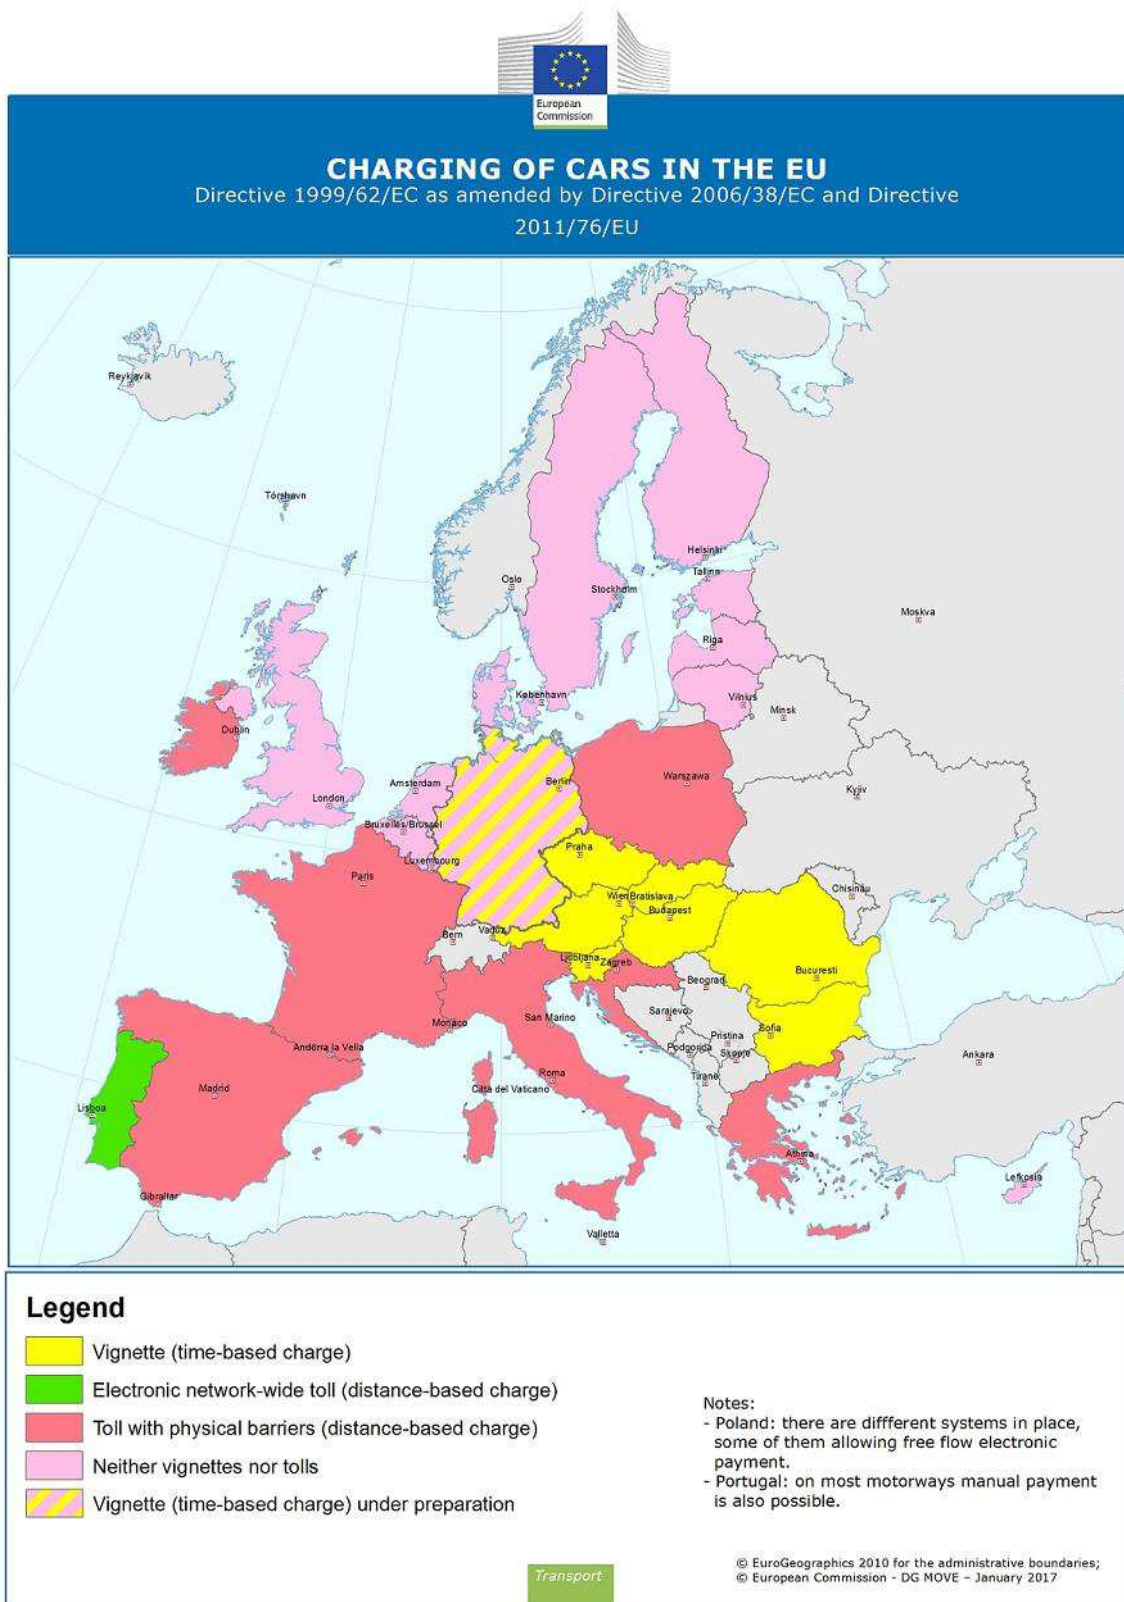 European
Commission
CHARGING OF CARS IN THE EU
Directive 1999/62/EC as amended by Directive 2006/38/EC and Directive
2011/76/EU
Reykjavik
Tórshavn
Helsinki
Tallinn
Oslo
Stockholm
Moskva
Riga
København
Vilnius
Minsk
Dublin
Warszawa
Berlin
Amsterdam
Kyiv
London
Bruxelles/Brussel
Praha
Luxembourg
Paris
Chisinau
Wien
Bratislava
Budapest
Bern
Vaduz
Ljubljana
Zagreb
Bucuresti
Beograd
Sarajevo
Monaco
San Marino
Sofia
Pristina
Andorra la Vella
Podgorica
Skopje
Ankara
Roma
Tirane
Madrid
Città del Vaticano
Lisboa
Athina
Lefkosia
Gibraltar
Valletta
Legend
Vignette (time-based charge)
Electronic network-wide toll (distance-based charge)
Toll with physical barriers (distance-based charge)
Neither vignettes nor tolls
Vignette (time-based charge) under preparation
Notes:
- Poland: there are diffferent systems in place,
some of them allowing free flow electronic
payment.
- Portugal: on most motorways manual payment
is also possible.
Transport
© EuroGeographics 2010 for the administrative boundaries;
© European Commission - DG MOVE – January 2017